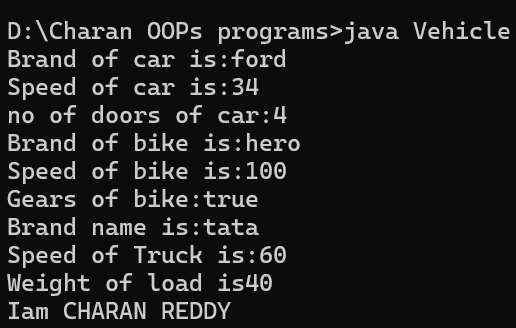 D:\Charan OOPs programs>java Vehicle
Brand of car is:ford
Speed of car is:34
no of doors of car:4
Brand of bike is:hero
Speed of bike is:100
Gears of bike:true
Brand name is:tata
Speed of Truck is:60
Weight of load is40
Iam CHARAN REDDY